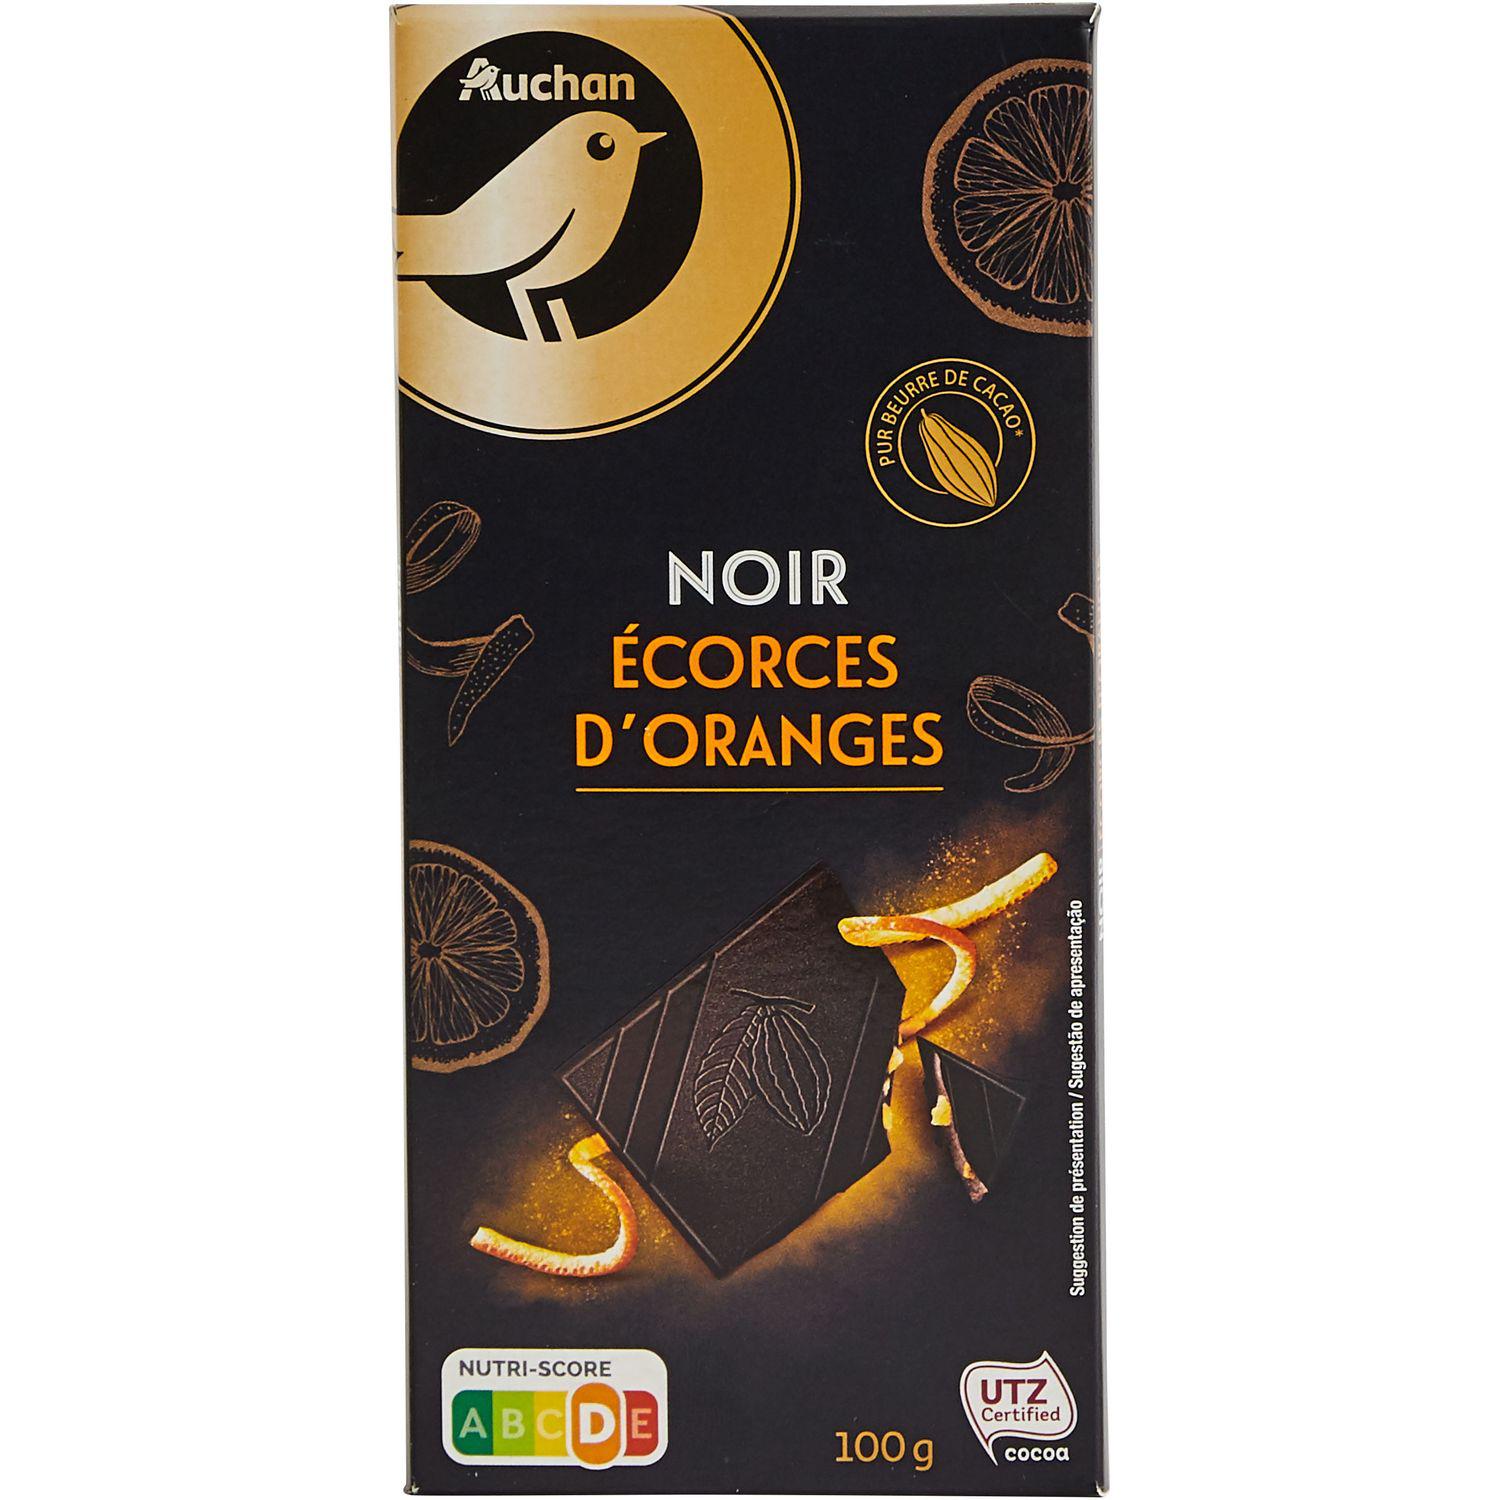 Auchan
PUR BEURRE DE CACAO*
NOIR
ÉCORCES
D'ORANGES
Suggestion de présentation / Sugestão de apresentação
NUTRI-SCORE
A B C D E
100 g
UTZ
Certified
cocoa